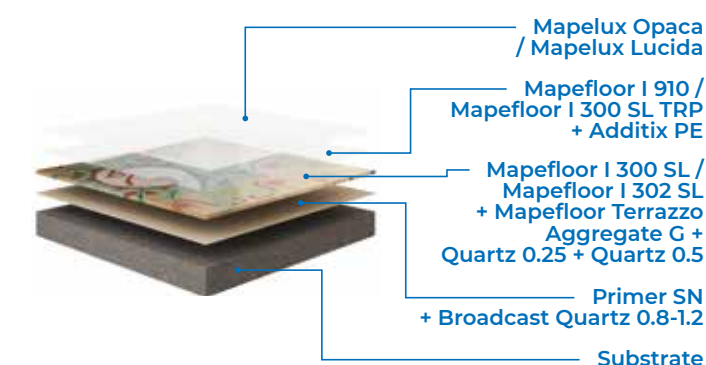 Mapelux Opaca
/ Mapelux Lucida
Mapefloor I 910 /
Mapefloor I 300 SL TRP
+ Additix PE
Mapefloor I 300 SL /
Mapefloor I 302 SL
+ Mapefloor Terrazzo
Aggregate G +
Quartz 0.25 + Quartz 0.5
Primer SN
+ Broadcast Quartz 0.8-1.2
Substrate